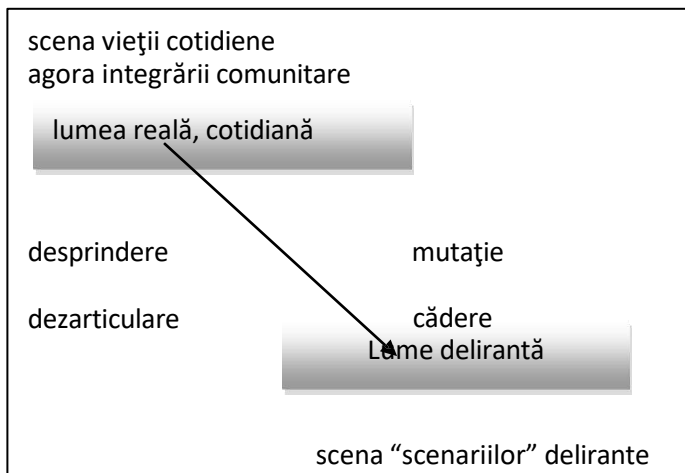 scena vieţii cotidiene
agora integrării comunitare
lumea reală, cotidiană
desprindere mutaţie
dezarticulare cădere
Lume delirantă
scena “scenariilor” delirante